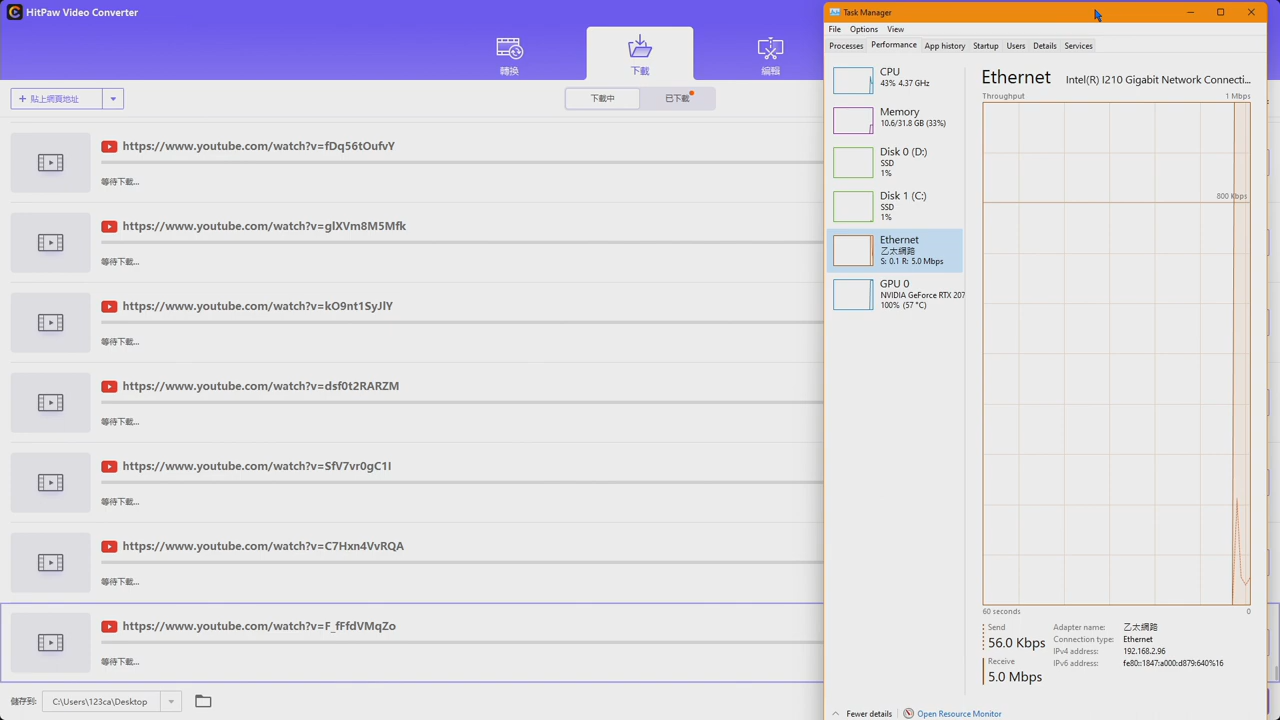 HitPaw Video Converter
轉換
下載
編輯
貼上網頁地址
下載中
已下載
https://www.youtube.com/watch?v=fDq56tOufvY
等待下載...
https://www.youtube.com/watch?v=glXVm8M5Mfk
等待下載...
https://www.youtube.com/watch?v=kO9nt1SyJlY
等待下載...
https://www.youtube.com/watch?v=dsf0t2RARZM
等待下載...
https://www.youtube.com/watch?v=SfV7vr0gC1I
等待下載...
https://www.youtube.com/watch?v=C7Hxn4VvRQA
等待下載...
https://www.youtube.com/watch?v=F_fFfdVMqZo
等待下載...
儲存到: C:\Users\123ca\Desktop
Task Manager
File Options View
Processes Performance App history Startup Users Details Services
CPU
43% 4.37 GHz
Memory
10.6/31.8 GB (33%)
Disk 0 (D:)
SSD
1%
Disk 1 (C:)
SSD
1%
Ethernet
乙太網路
S: 0.1 R: 5.0 Mbps
GPU 0
NVIDIA GeForce RTX 207
100% (57 °C)
Ethernet Intel(R) I210 Gigabit Network Connecti...
Throughput 1 Mbps
800 Kbps
60 seconds 0
Send
56.0 Kbps
Receive
5.0 Mbps
Adapter name: 乙太網路
Connection type: Ethernet
IPv4 address: 192.168.2.96
IPv6 address: fe80::1847:a000:d879:640%16
Fewer details Open Resource Monitor